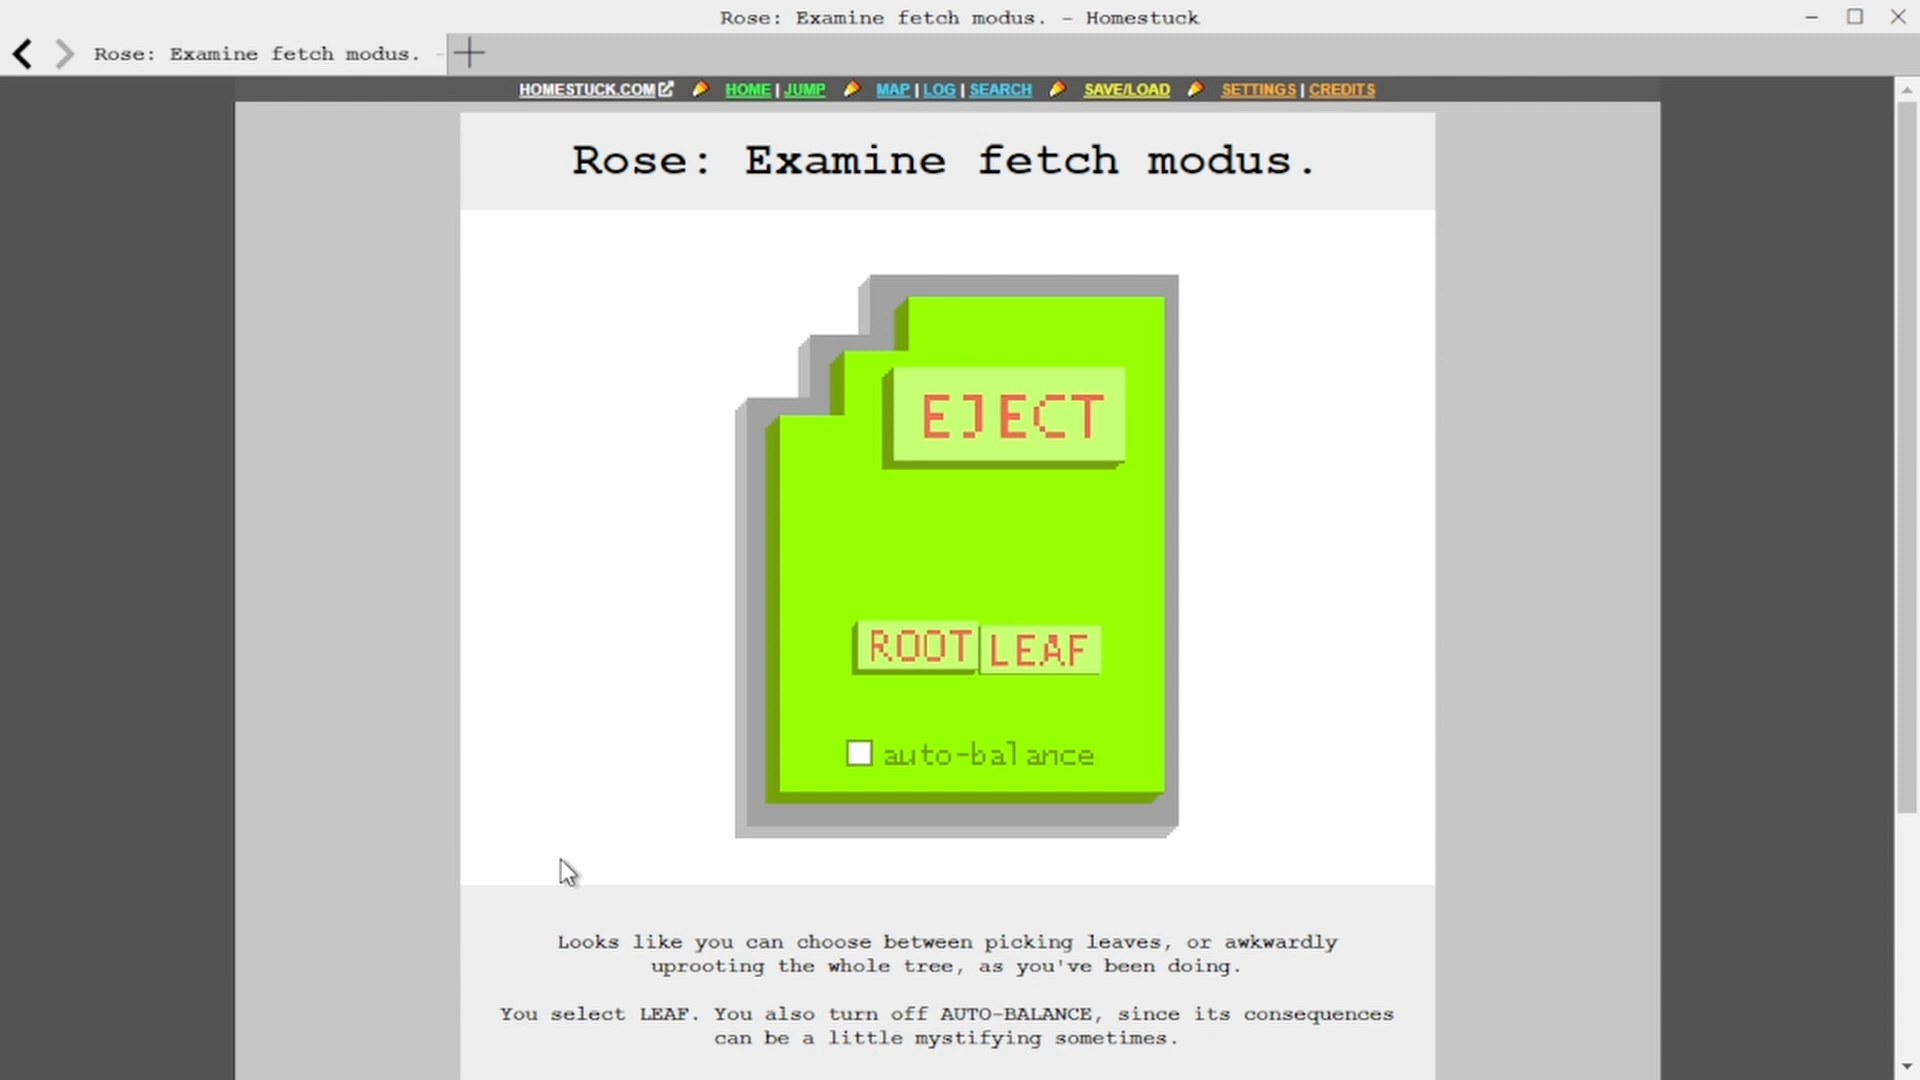 Rose: Examine fetch modus. - Homestuck
Rose: Examine fetch modus. -
HOMESTUCK.COM HOME | JUMP MAP | LOG | SEARCH SAVE/LOAD SETTINGS | CREDITS
Rose: Examine fetch modus.
EJECT
ROOT LEAF
auto-balance
Looks like you can choose between picking leaves, or awkwardly
uprooting the whole tree, as you've been doing.
You select LEAF. You also turn off AUTO-BALANCE, since its consequences
can be a little mystifying sometimes.